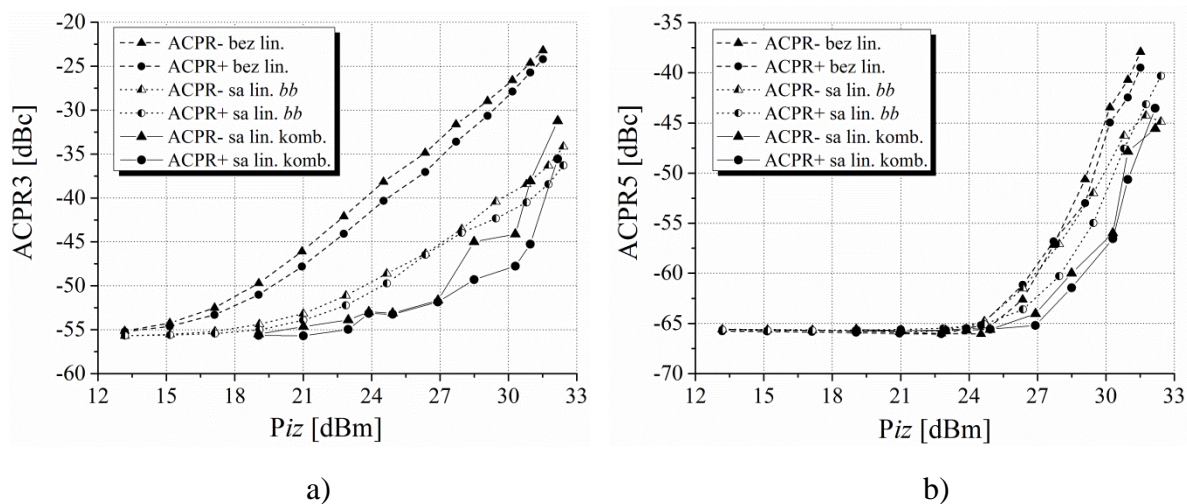 -20
-25
-30
-35
-40
-45
-50
-55
-60
ACPR3 [dBc]
ACPR- bez lin.
ACPR+ bez lin.
ACPR- sa lin. bb
ACPR+ sa lin. bb
ACPR- sa lin. komb.
ACPR+ sa lin. komb.
12 15 18 21 24 27 30 33
Piz [dBm]
a)
-35
-40
-45
-50
-55
-60
-65
-70
ACPR5 [dBc]
ACPR- bez lin.
ACPR+ bez lin.
ACPR- sa lin. bb
ACPR+ sa lin. bb
ACPR- sa lin. komb.
ACPR+ sa lin. komb.
12 15 18 21 24 27 30 33
Piz [dBm]
b)